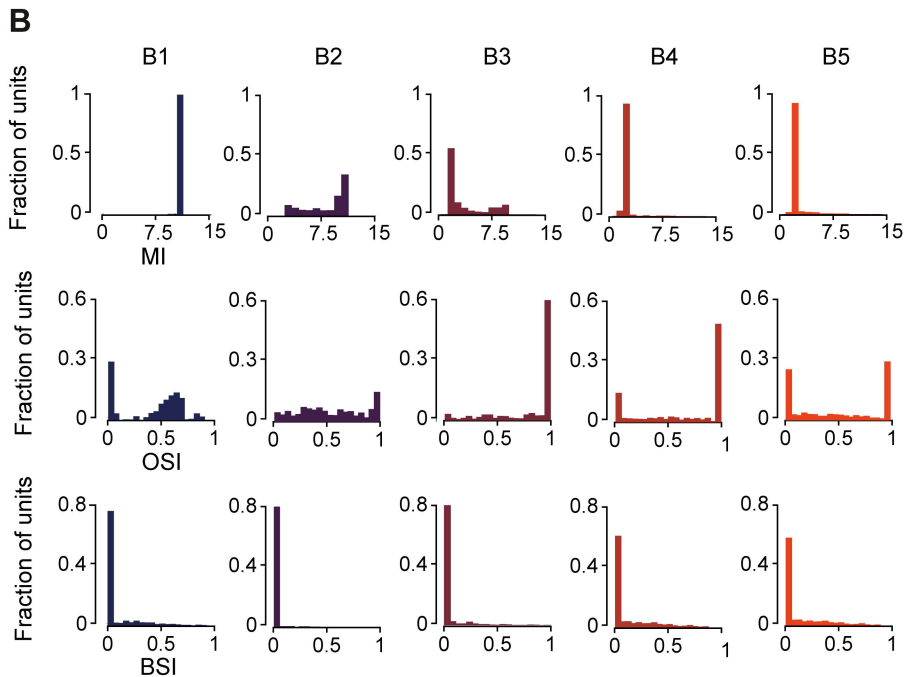 B
B1 B2 B3 B4 B5
Fraction of units
1 1 1 1 1
0.5 0.5 0.5 0.5 0.5
0 0 0 0 0
0 7.5 15 0 7.5 15 0 7.5 15 0 7.5 15 0 7.5 15
MI
Fraction of units
0.6 0.6 0.6 0.6 0.6
0.3 0.3 0.3 0.3 0.3
0 0 0 0 0
0 0.5 1 0 0.5 1 0 0.5 1 0 0.5 1 0 0.5 1
OSI
Fraction of units
0.8 0.8 0.8 0.8 0.8
0.4 0.4 0.4 0.4 0.4
0 0 0 0 0
0 0.5 1 0 0.5 1 0 0.5 1 0 0.5 1 0 0.5 1
BSI